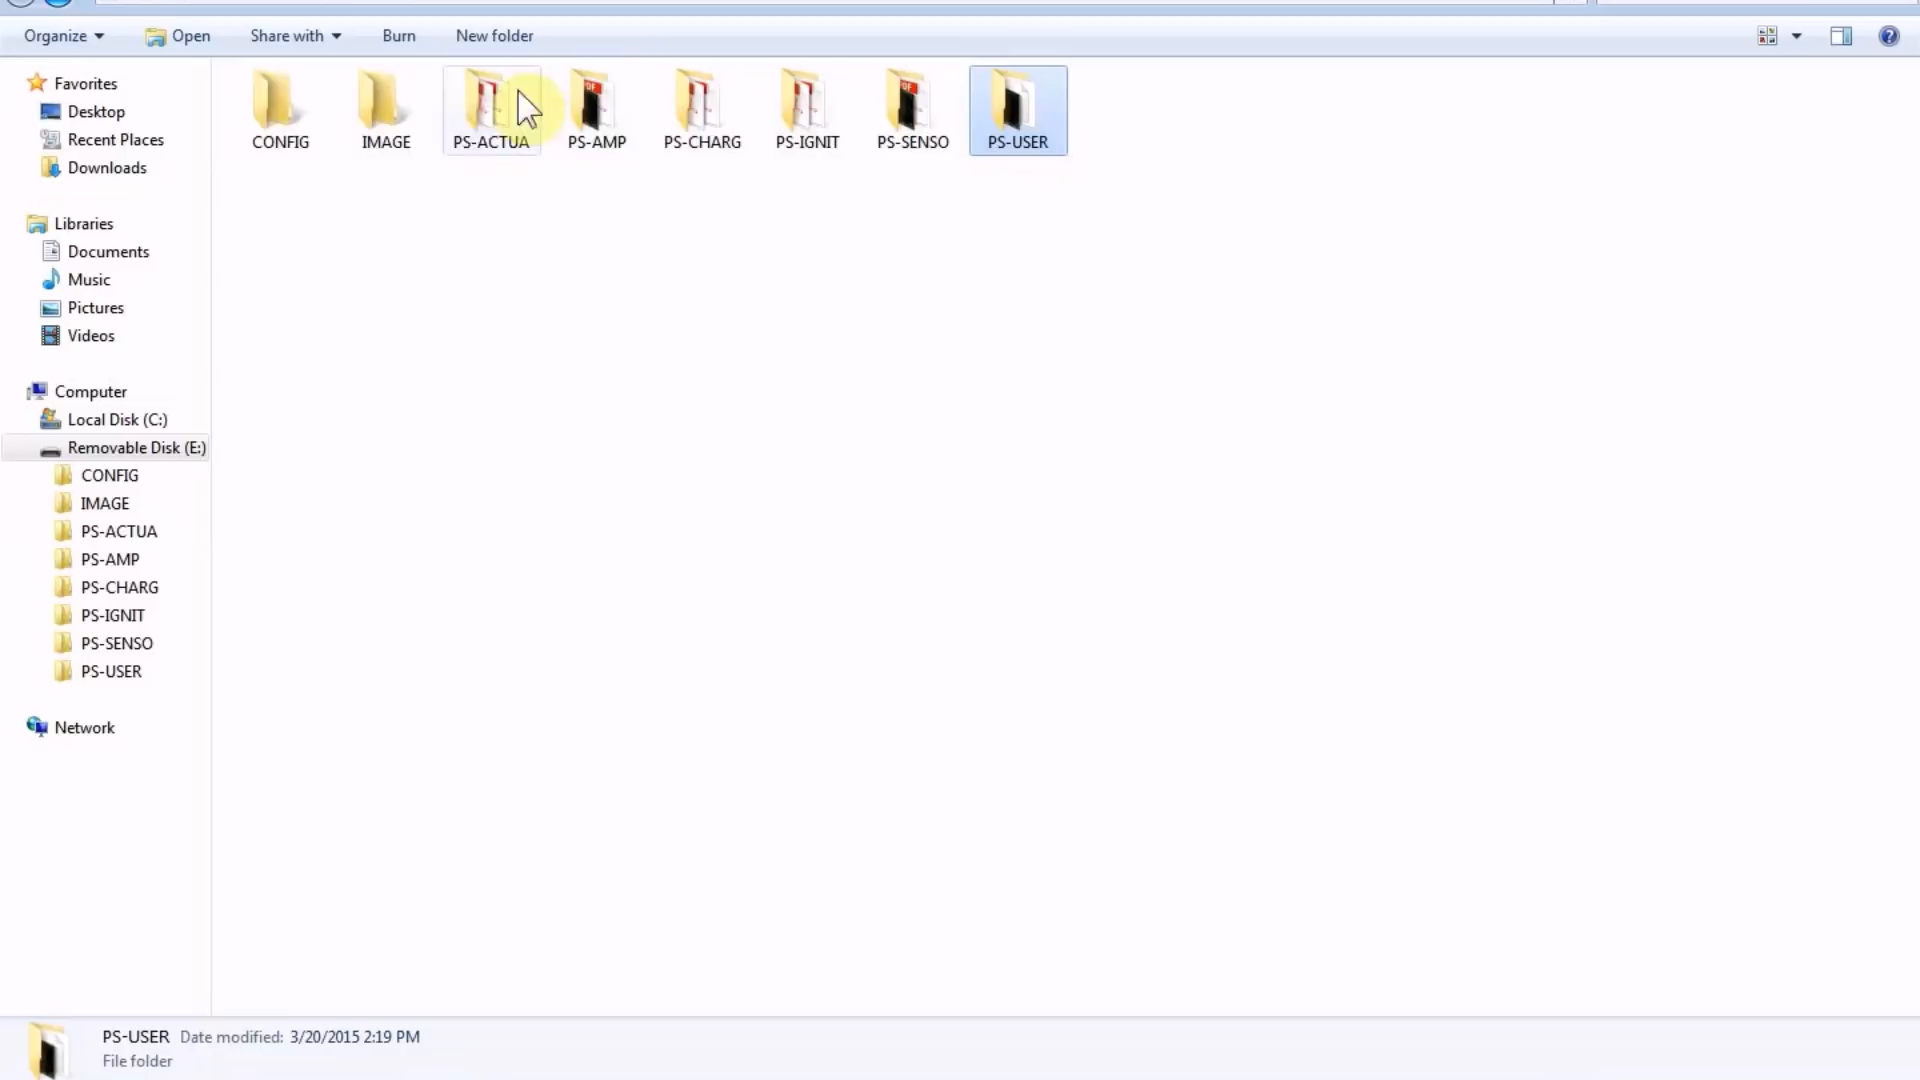 Organize
Open
Share with
Burn
New folder
Favorites
Desktop
Recent Places
Downloads
Libraries
Documents
Music
Pictures
Videos
Computer
Local Disk (C:)
Removable Disk (E:)
CONFIG
IMAGE
PS-ACTUA
PS-AMP
PS-CHARG
PS-IGNIT
PS-SENSO
PS-USER
Network
CONFIG
IMAGE
PS-ACTUA
PS-AMP
PS-CHARG
PS-IGNIT
PS-SENSO
PS-USER
PS-USER Date modified: 3/20/2015 2:19 PM
File folder